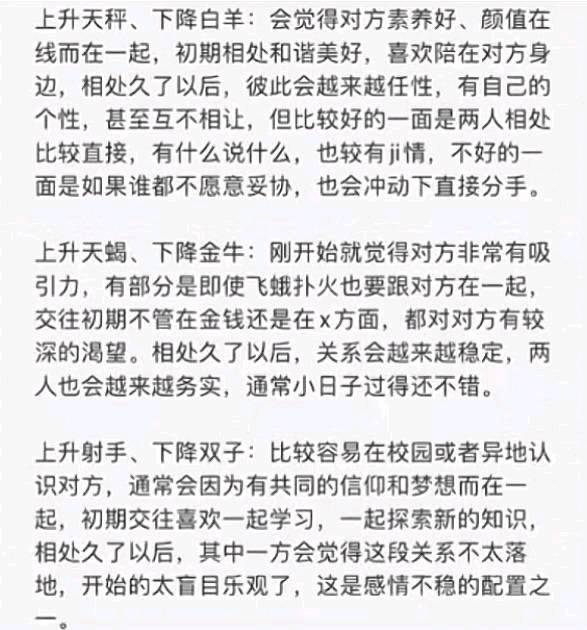 上升天秤、下降白羊：会觉得对方素养好、颜值在
线而在一起，初期相处和谐美好，喜欢陪在对方身
边，相处久了以后，彼此会越来越任性，有自己的
个性，甚至互不相让，但比较好的一面是两人相处
比较直接，有什么说什么，也较有ji情，不好的一
面是如果谁都不愿意妥协，也会冲动下直接分手。
上升天蝎、下降金牛：刚开始就觉得对方非常有吸
引力，有部分是即使飞蛾扑火也要跟对方在一起，
交往初期不管在金钱还是在x方面，都对对方有较
深的渴望。相处久了以后，关系会越来越稳定，两
人也会越来越务实，通常小日子过得还不错。
上升射手、下降双子：比较容易在校园或者异地认
识对方，通常会因为有共同的信仰和梦想而在一
起，初期交往喜欢一起学习，一起探索新的知识，
相处久了以后，其中一方会觉得这段关系不太落
地，开始的太盲目乐观了，这是感情不稳的配置之
一。